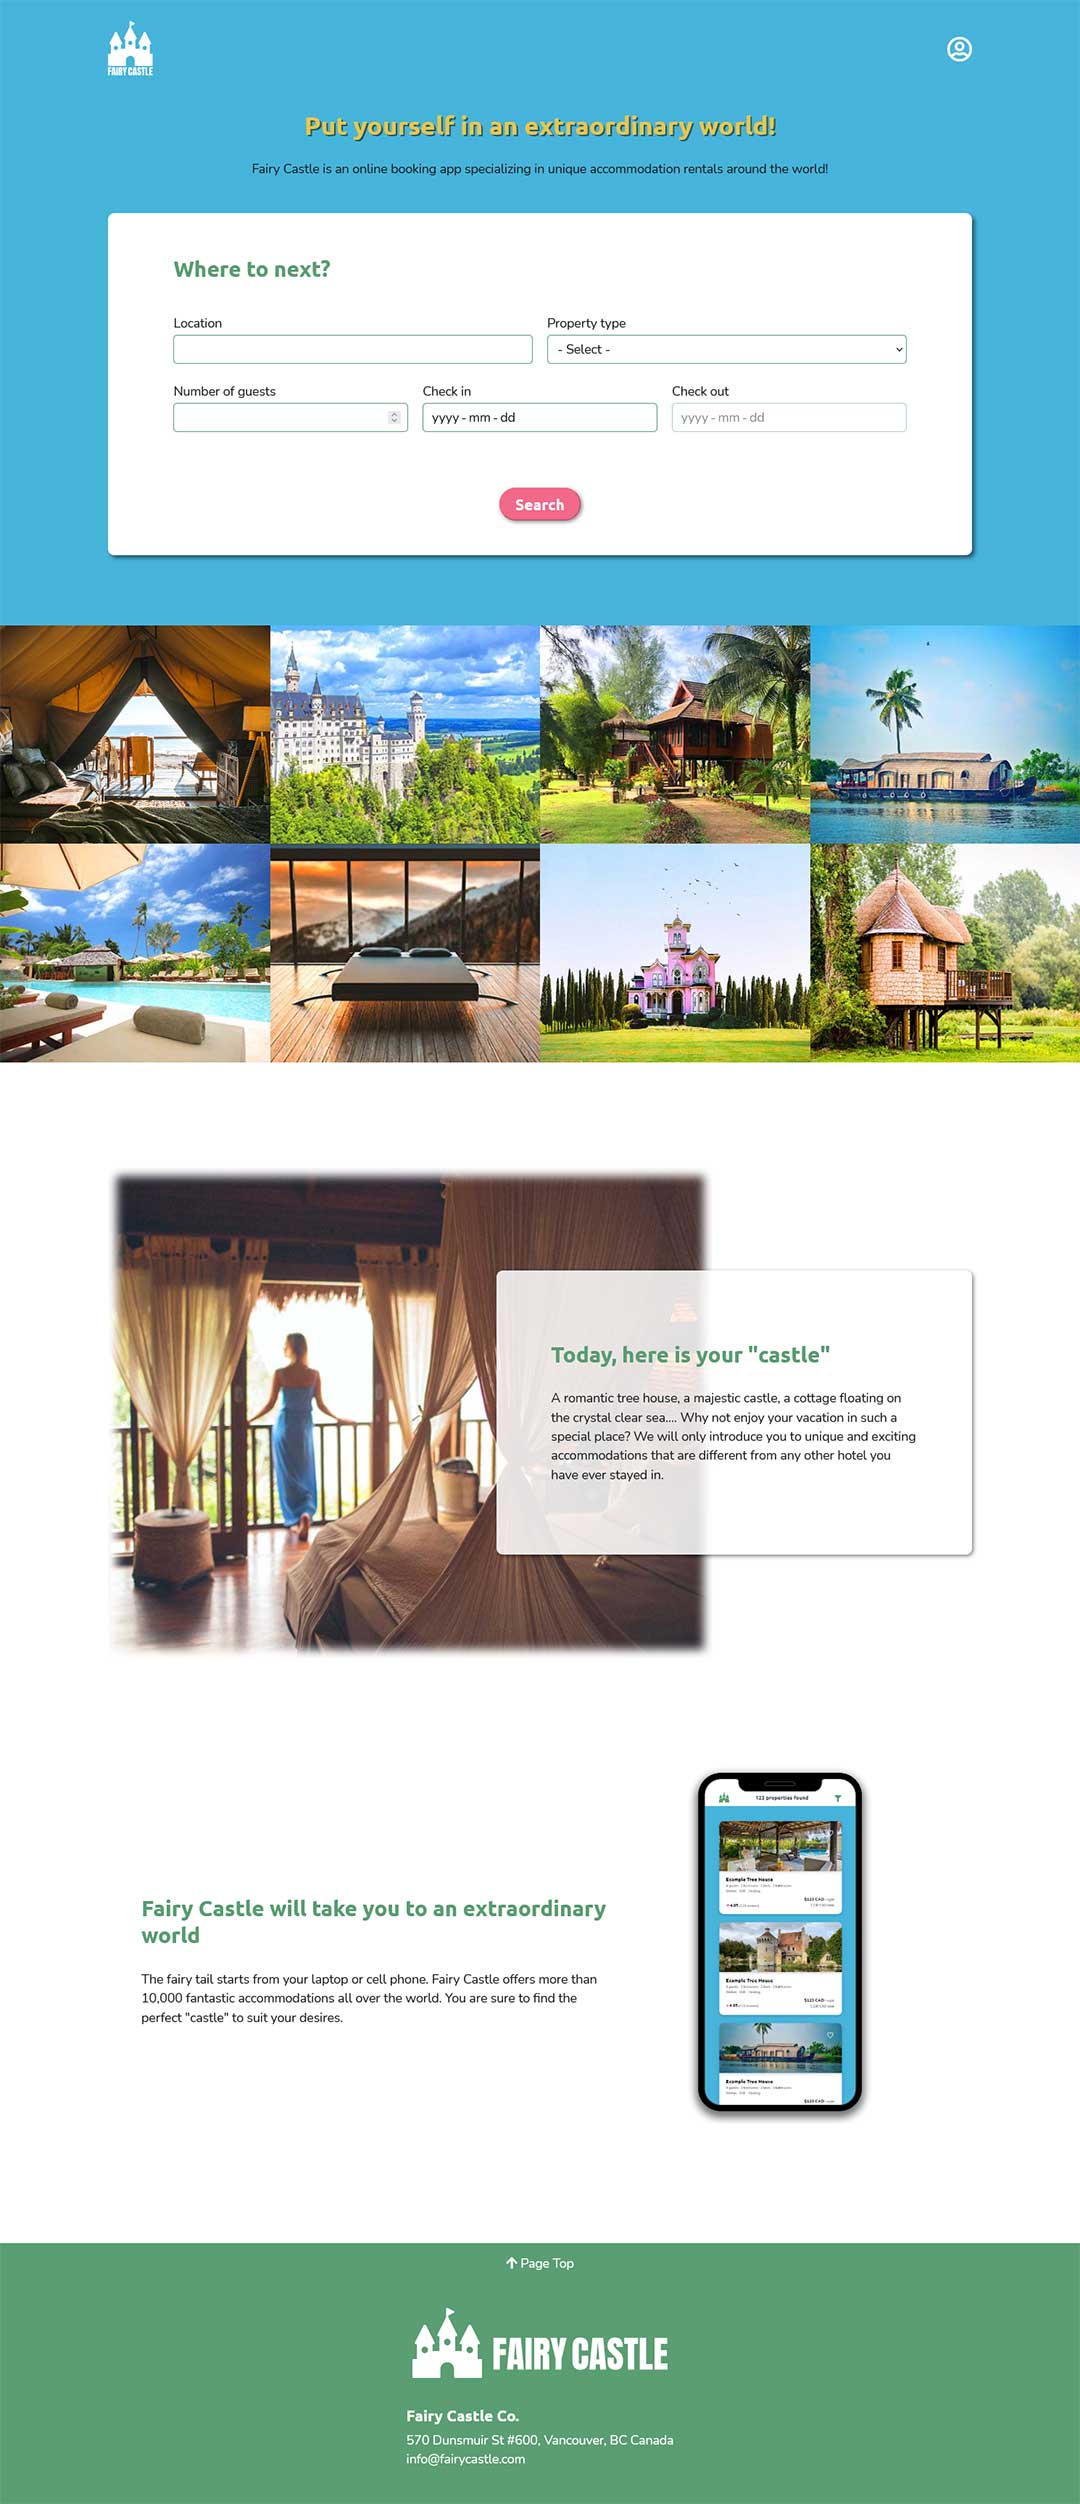 FAIRY CASTLE
Put yourself in an extraordinary world!
Fairy Castle is an online booking app specializing in unique accommodation rentals around the world!
Where to next?
Location
Property type
- Select -
Number of guests
Check in
Check out
yyyy-mm-dd
yyyy-mm-dd
Search
Today, here is your "castle"
A romantic tree house, a majestic castle, a cottage floating on
the crystal clear sea.... Why not enjoy your vacation in such a
special place? We will only introduce you to unique and exciting
accommodations that are different from any other hotel you
have ever stayed in.
Fairy Castle will take you to an extraordinary
world
The fairy tail starts from your laptop or cell phone. Fairy Castle offers more than
10,000 fantastic accommodations all over the world. You are sure to find the
perfect "castle" to suit your desires.
122 properties found
Example Tree House
$123 CAD
Example Tree House
$123 CAD
Example Tree House
$123 CAD
Page Top
FAIRY CASTLE
Fairy Castle Co.
570 Dunsmuir St #600, Vancouver, BC Canada
info@fairycastle.com